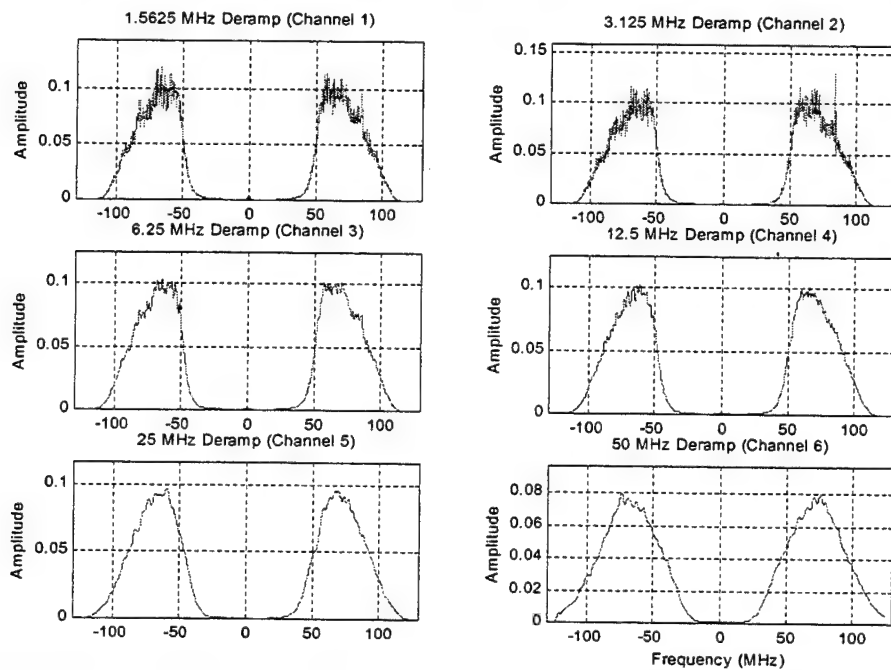 1.5625 MHz Deramp (Channel 1)
Amplitude
0.1
0.05
0
-100 -50 0 50 100
3.125 MHz Deramp (Channel 2)
Amplitude
0.15
0.1
0.05
0
-100 -50 0 50 100
6.25 MHz Deramp (Channel 3)
Amplitude
0.1
0.05
0
-100 -50 0 50 100
12.5 MHz Deramp (Channel 4)
Amplitude
0.1
0.05
0
-100 -50 0 50 100
25 MHz Deramp (Channel 5)
Amplitude
0.1
0.05
0
-100 -50 0 50 100
50 MHz Deramp (Channel 6)
Amplitude
0.08
0.06
0.04
0.02
0
-100 -50 0 50 100
Frequency (MHz)